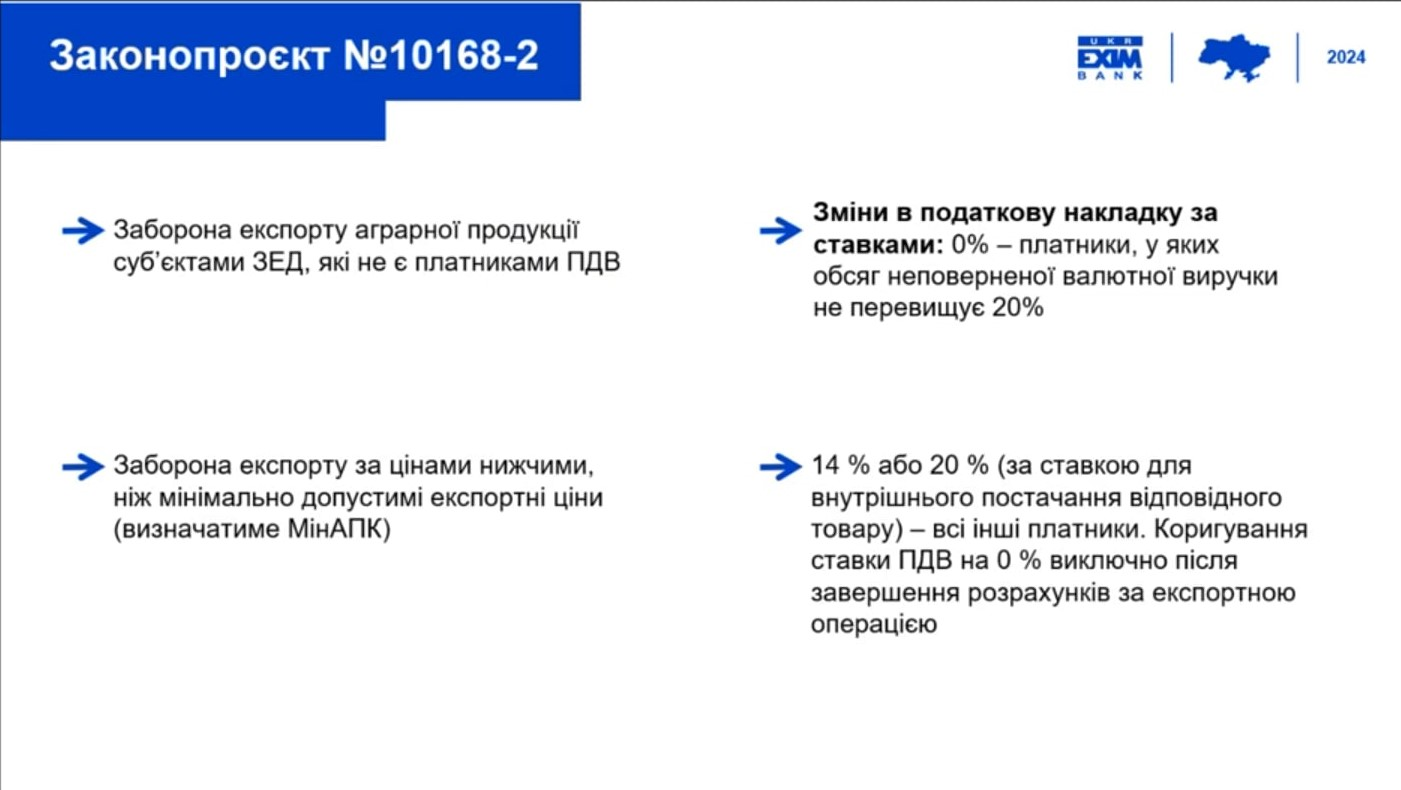 Законопроєкт №10168-2
UKR
EXIM
BANK
2024
Заборона експорту аграрної продукції
суб’єктами ЗЕД, які не є платниками ПДВ
Зміни в податкову накладку за
ставками: 0% – платники, у яких
обсяг неповерненої валютної виручки
не перевищує 20%
Заборона експорту за цінами нижчими,
ніж мінімально допустимі експортні ціни
(визначатиме МінАПК)
14 % або 20 % (за ставкою для
внутрішнього постачання відповідного
товару) – всі інші платники. Коригування
ставки ПДВ на 0 % виключно після
завершення розрахунків за експортною
операцією